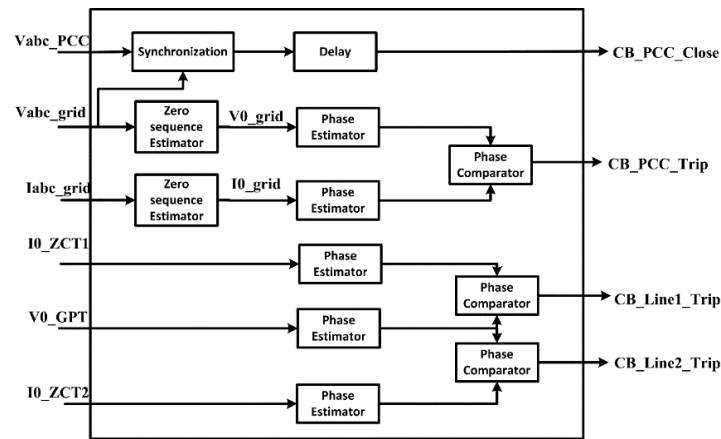 Vabc_PCC
Synchronization
Delay
CB_PCC_Close
Vabc_grid
Zero
sequence
Estimator
V0_grid
Phase
Estimator
Phase
Comparator
CB_PCC_Trip
Iabc_grid
Zero
sequence
Estimator
I0_grid
Phase
Estimator
I0_ZCT1
Phase
Estimator
Phase
Comparator
CB_Line1_Trip
V0_GPT
Phase
Estimator
Phase
Comparator
CB_Line2_Trip
I0_ZCT2
Phase
Estimator